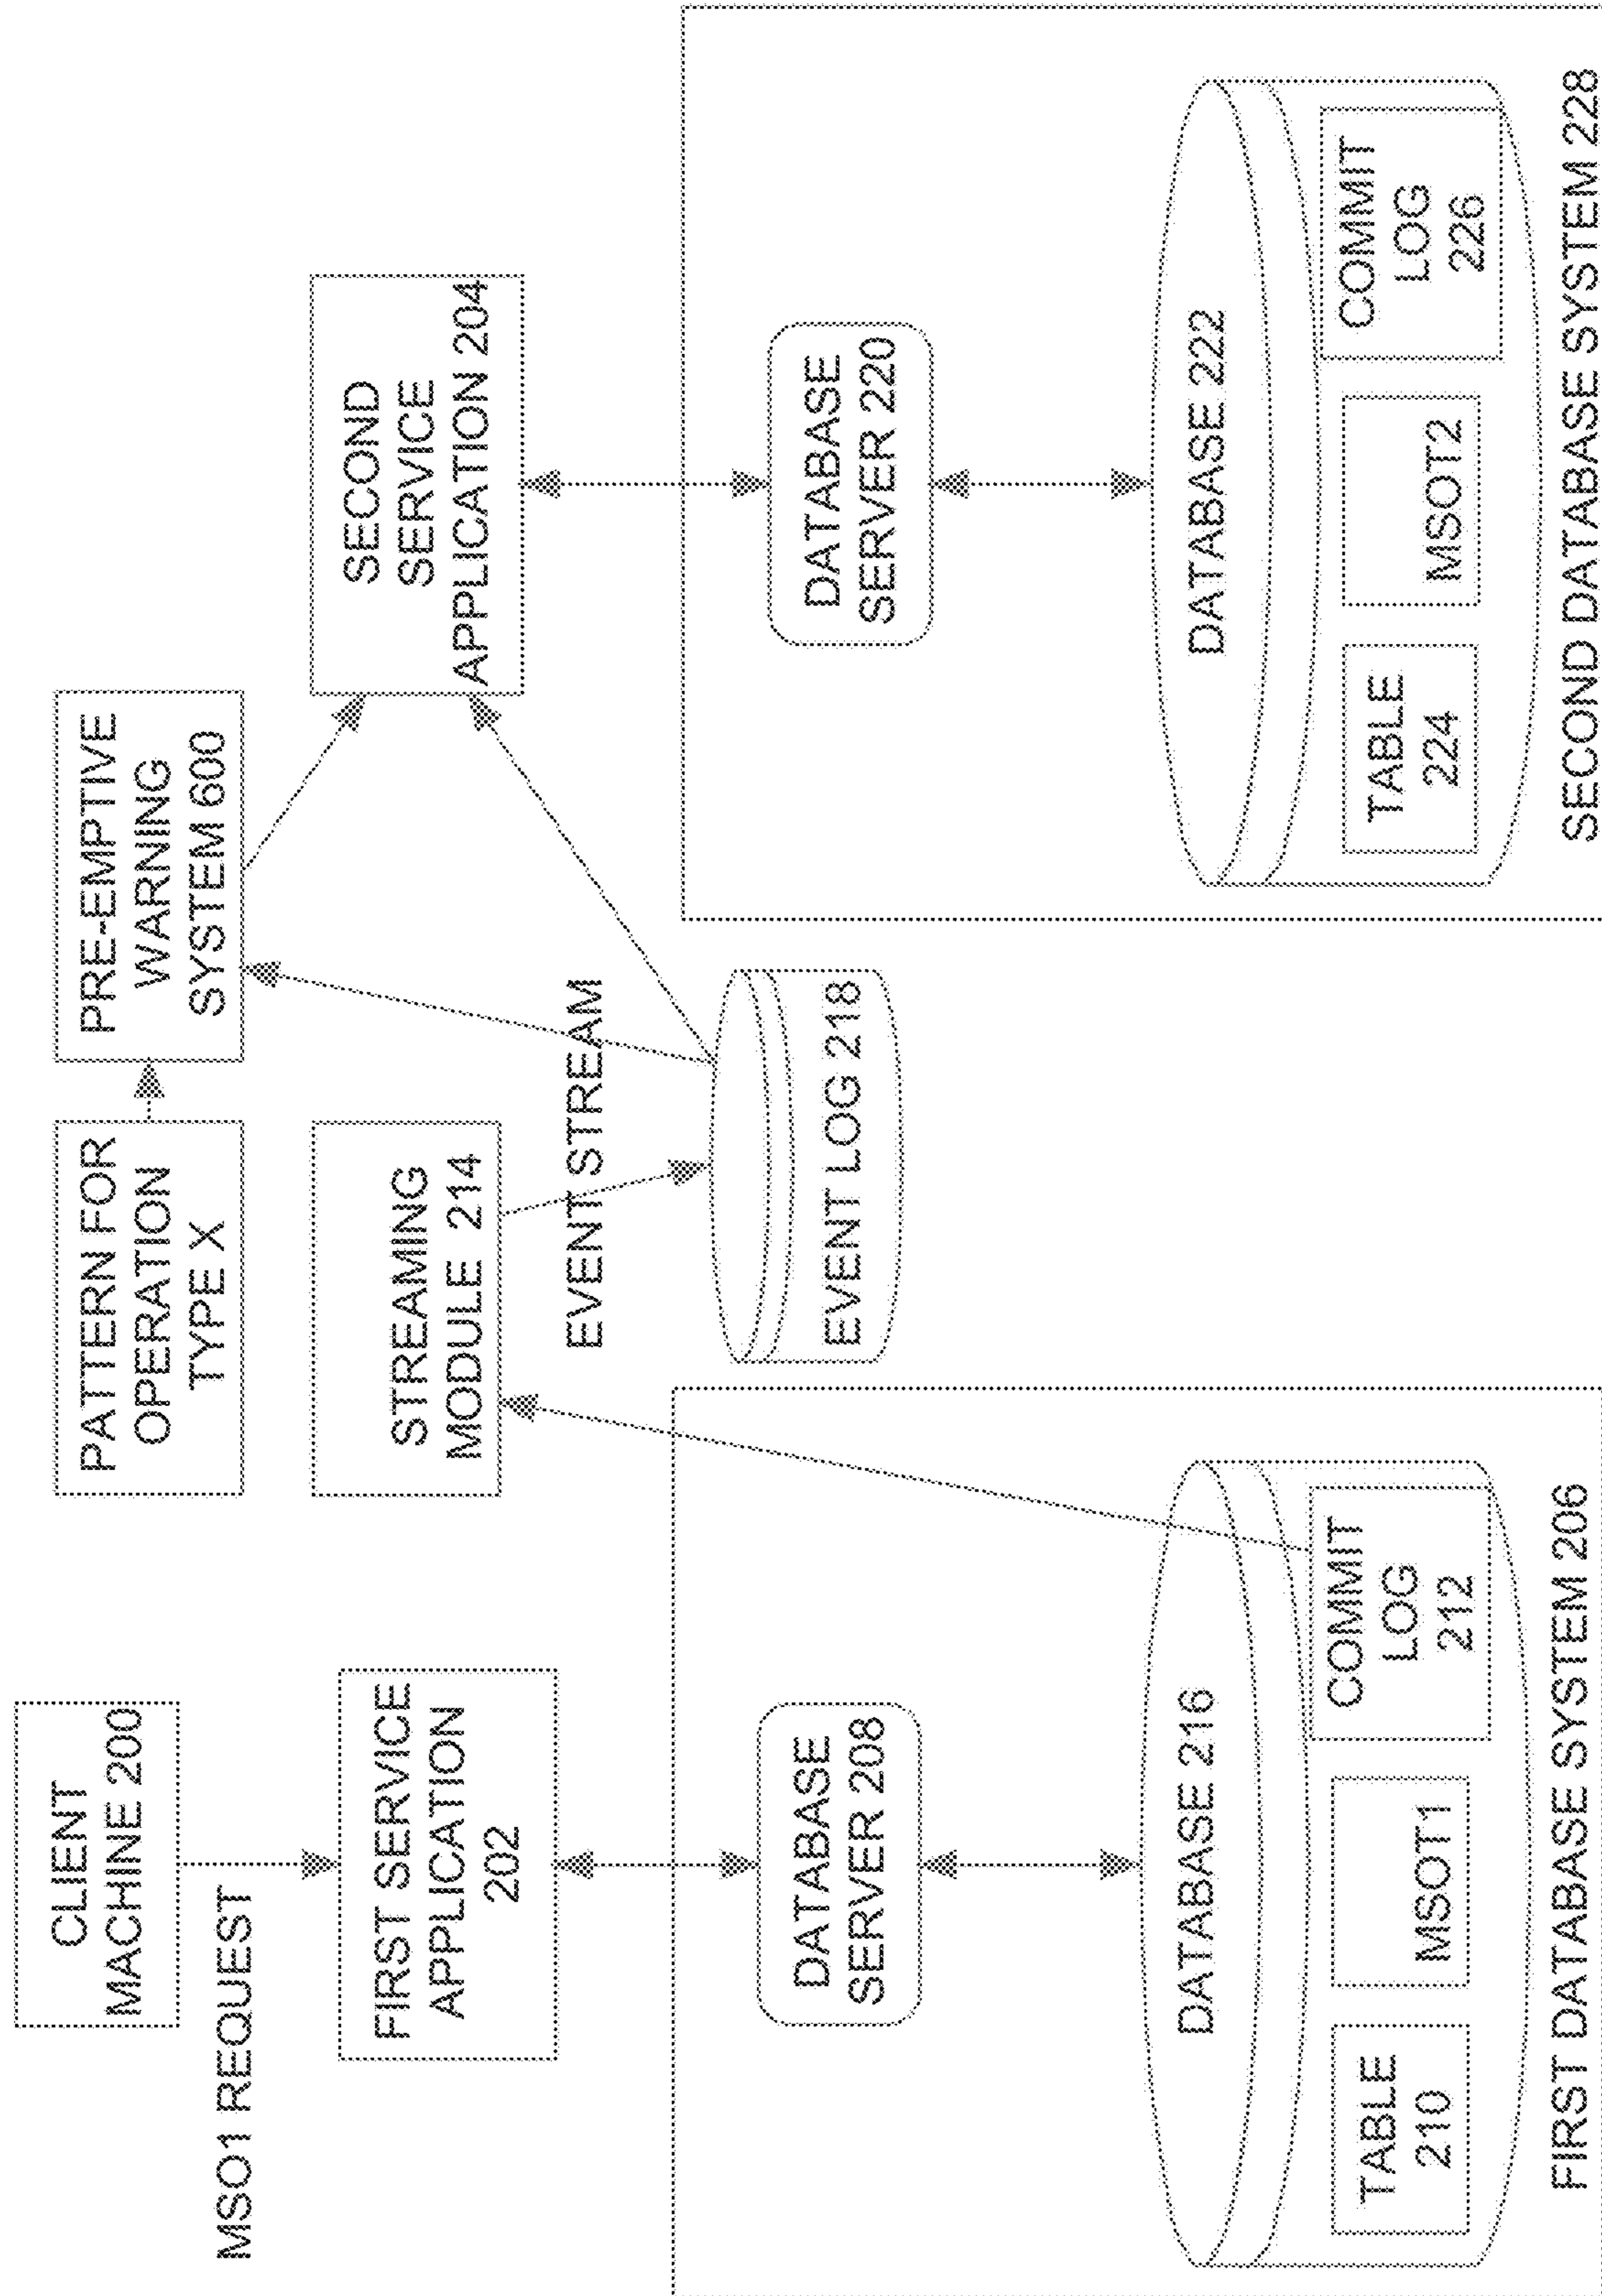 CLIENT
MACHINE 200
MSO1 REQUEST
FIRST SERVICE
APPLICATION
202
PATTERN FOR
OPERATION
TYPE X
PRE-EMPTIVE
WARNING
SYSTEM 600
STREAMING
MODULE 214
SECOND
SERVICE
APPLICATION 204
EVENT STREAM
EVENT LOG 218
DATABASE
SERVER 208
DATABASE 216
TABLE
210
MSOT1
COMMIT
LOG
212
FIRST DATABASE SYSTEM 206
DATABASE
SERVER 220
DATABASE 222
TABLE
224
MSOT2
COMMIT
LOG
226
SECOND DATABASE SYSTEM 228